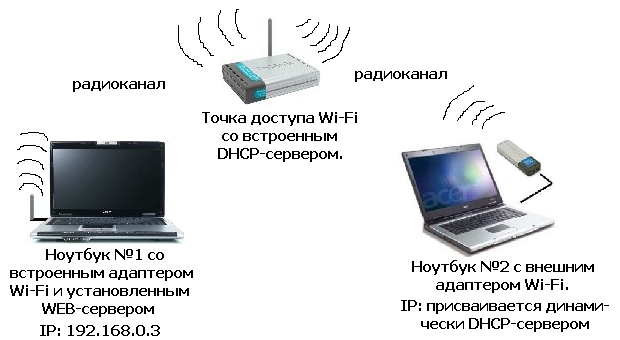 радиоканал
радиоканал
Точка доступа Wi-Fi
со встроенным
DHCP-сервером.
Ноутбук №1 со
встроенным адаптером
Wi-Fi и установленным
WEB-сервером
IP: 192.168.0.3
acer
Ноутбук №2 с внешним
адаптером Wi-Fi.
IP: присваивается динами-
чески DHCP-сервером